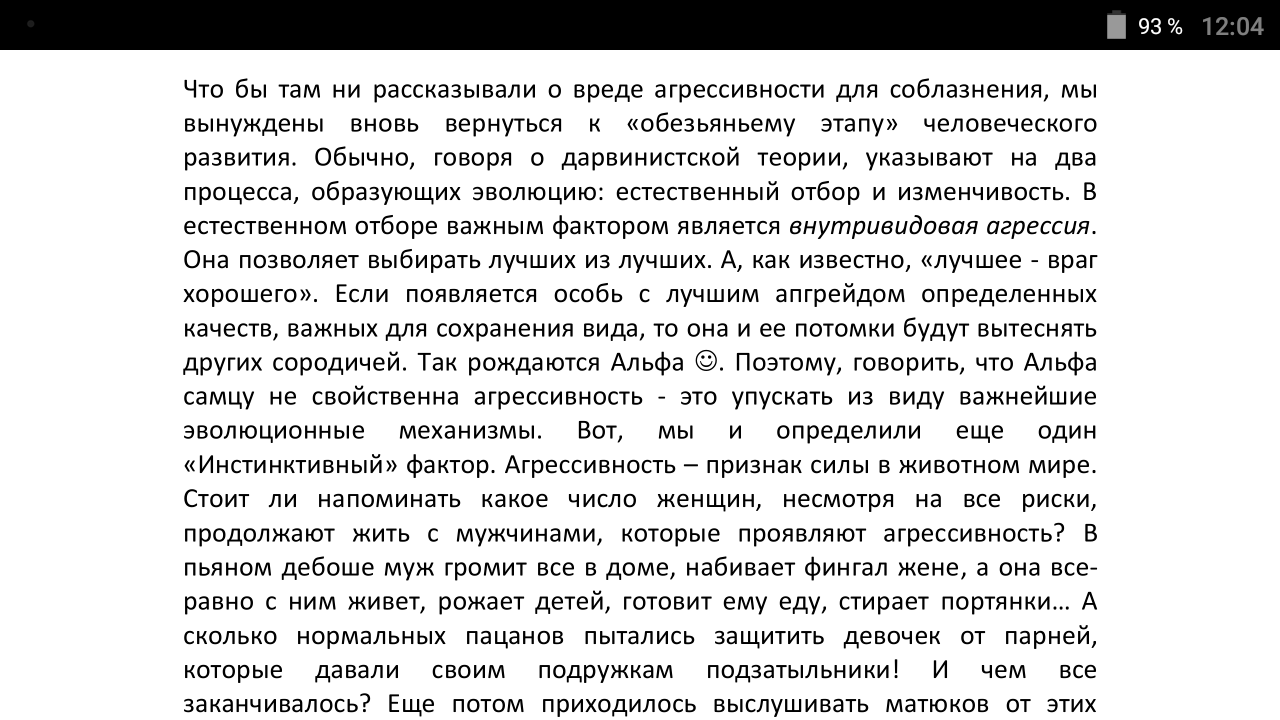 93 % 12:04
Что бы там ни рассказывали о вреде агрессивности для соблазнения, мы
вынуждены вновь вернуться к «обезьяньему этапу» человеческого
развития. Обычно, говоря о дарвинистской теории, указывают на два
процесса, образующих эволюцию: естественный отбор и изменчивость. В
естественном отборе важным фактором является внутривидовая агрессия.
Она позволяет выбирать лучших из лучших. А, как известно, «лучшее - враг
хорошего». Если появляется особь с лучшим апгрейдом определенных
качеств, важных для сохранения вида, то она и ее потомки будут вытеснять
других сородичей. Так рождаются Альфа ☺. Поэтому, говорить, что Альфа
самцу не свойственна агрессивность - это упускать из виду важнейшие
эволюционные механизмы. Вот, мы и определили еще один
«Инстинктивный» фактор. Агрессивность – признак силы в животном мире.
Стоит ли напоминать какое число женщин, несмотря на все риски,
продолжают жить с мужчинами, которые проявляют агрессивность? В
пьяном дебоше муж громит все в доме, набивает фингал жене, а она все-
равно с ним живет, рожает детей, готовит ему еду, стирает портянки... А
сколько нормальных пацанов пытались защитить девочек от парней,
которые давали своим подружкам подзатыльники! И чем все
заканчивалось? Еще потом приходилось выслушивать матюков от этих